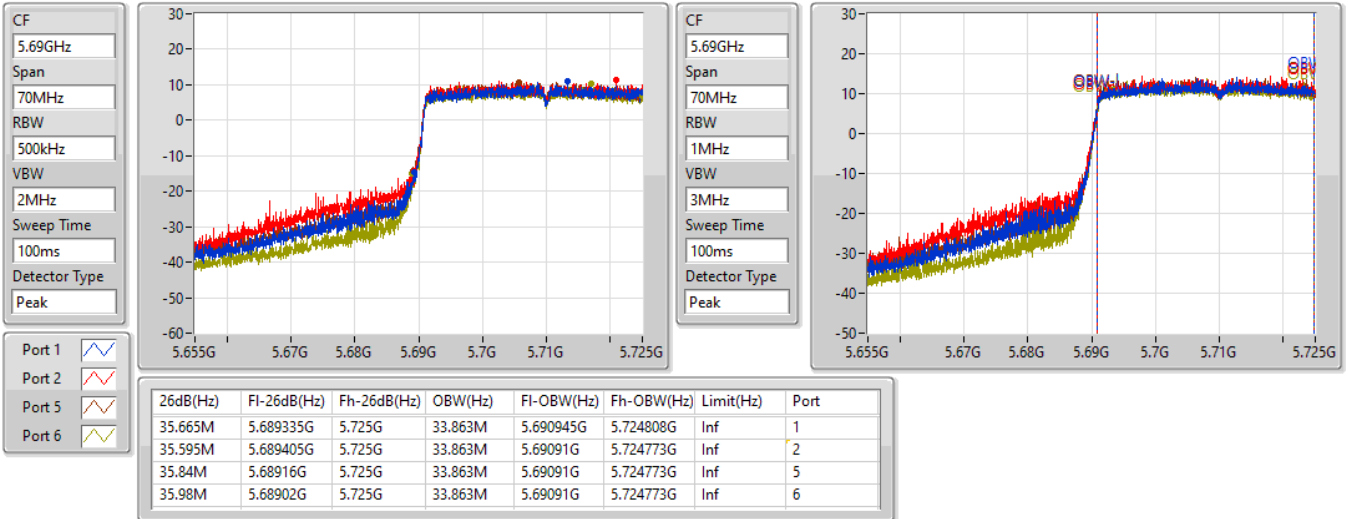 CF
5.69GHz
Span
70MHz
RBW
500kHz
VBW
2MHz
Sweep Time
100ms
Detector Type
Peak
30
20
10
0
-10
-20
-30
-40
-50
-60
5.655G 5.67G 5.68G 5.69G 5.7G 5.71G 5.725G
CF
5.69GHz
Span
70MHz
RBW
1MHz
VBW
3MHz
Sweep Time
100ms
Detector Type
Peak
30
20
10
0
-10
-20
-30
-40
-50
5.655G 5.67G 5.68G 5.69G 5.7G 5.71G 5.725G
Port 1
Port 2
Port 5
Port 6
26dB(Hz) Fl-26dB(Hz) Fh-26dB(Hz) OBW(Hz) Fl-OBW(Hz) Fh-OBW(Hz) Limit(Hz) Port
35.665M 5.689335G 5.725G 33.863M 5.690945G 5.724808G Inf 1
35.595M 5.689405G 5.725G 33.863M 5.69091G 5.724773G Inf 2
35.84M 5.68916G 5.725G 33.863M 5.69091G 5.724773G Inf 5
35.98M 5.68902G 5.725G 33.863M 5.69091G 5.724773G Inf 6